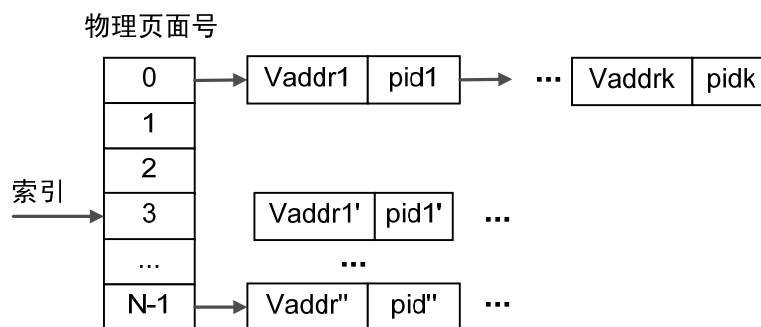 物理页面号
0 Vaddr1 pid1 ... Vaddrk pidk
1
2
索引
3 Vaddr1' pid1' ...
... ...
N-1 Vaddr'' pid'' ...